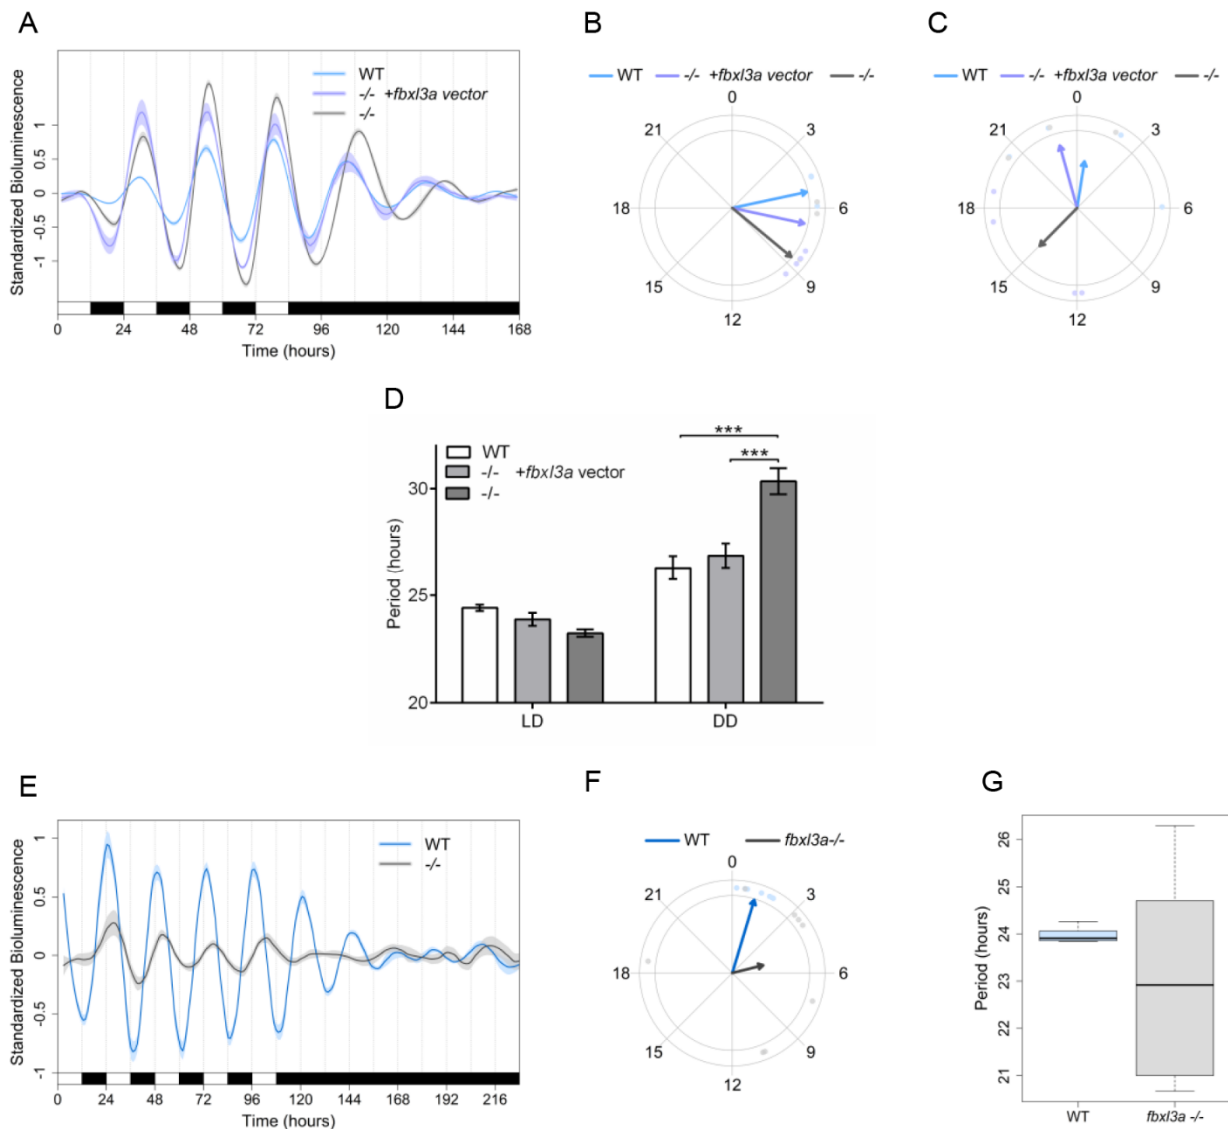 A
B
C
WT
-/- +fbxl3a vector
-/-
Standardized Bioluminescence
1
0.5
0
-0.5
-1
0 24 48 72 96 120 144 168
Time (hours)
WT -/- +fbxl3a vector -/-
0
3
6
9
12
15
18
21
WT -/- +fbxl3a vector -/-
0
3
6
9
12
15
18
21
D
WT
-/- +fbxl3a vector
-/-
***
***
Period (hours)
30
25
20
LD DD
E
F
G
WT
-/-
Standardized Bioluminescence
1
0.5
0
-0.5
-1
0 24 48 72 96 120 144 168 192 216
Time (hours)
WT fbxl3a-/-
0
3
6
9
12
15
18
21
Period (hours)
26
25
24
23
22
21
WT fbxl3a -/-